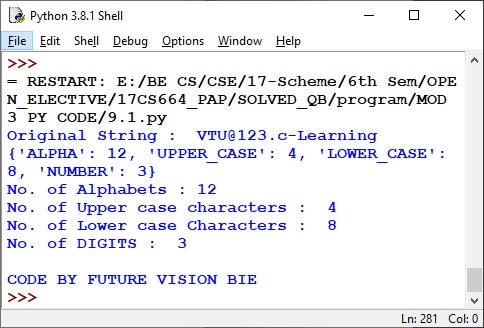 Python 3.8.1 Shell
File Edit Shell Debug Options Window Help
>>>
= RESTART: E:/BE CS/CSE/17-Scheme/6th Sem/OPE
N_ELECTIVE/17CS664_PAP/SOLVED_QB/program/MOD
3 PY CODE/9.1.py
Original String :  VTU@123.c-Learning
{'ALPHA': 12, 'UPPER_CASE': 4, 'LOWER_CASE':
8, 'NUMBER': 3}
No. of Alphabets : 12
No. of Upper case characters :  4
No. of Lower case Characters :  8
No. of DIGITS :  3
CODE BY FUTURE VISION BIE
>>>
Ln: 281 Col: 0